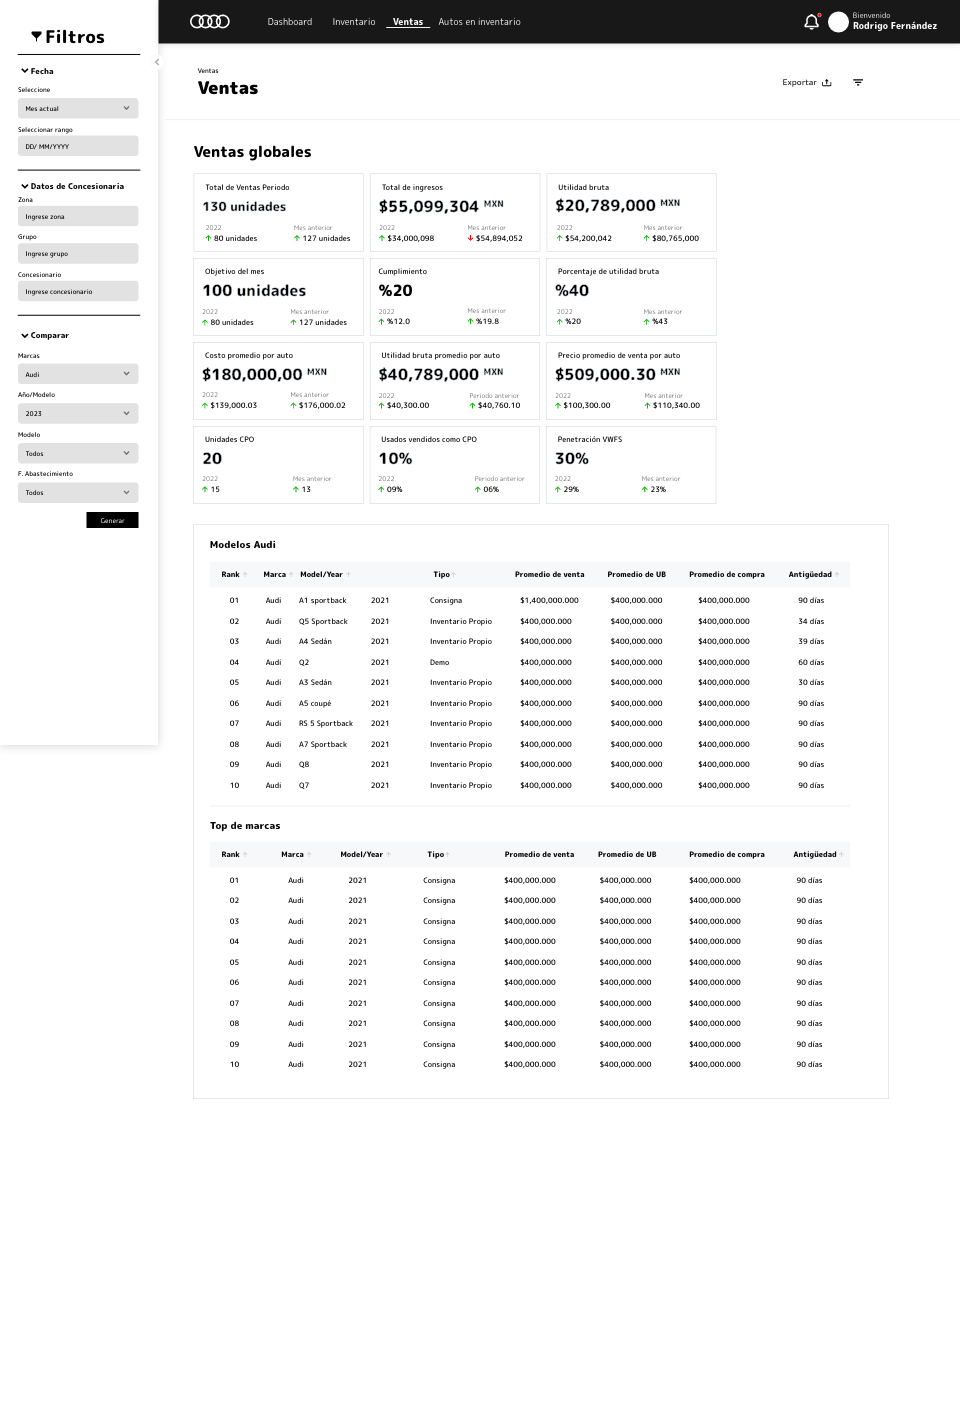 Dashboard Inventario Ventas Autos en inventario
Bienvenido
Rodrigo Fernández
Filtros
Fecha
Seleccione
Mes actual
Seleccionar rango
DD/ MM/YYYY
Datos de Concesionaria
Zona
Ingrese zona
Grupo
Ingrese grupo
Concesionario
Ingrese concesionario
Comparar
Marcas
Audi
Año/Modelo
2023
Modelo
Todos
F. Abastecimiento
Todos
Generar
Ventas
Ventas
Exportar
Ventas globales
Total de Ventas Periodo
130 unidades
2022 Mes anterior
80 unidades 127 unidades
Total de ingresos
$55,099,304 MXN
2022 Mes anterior
$34,000,098 $54,894,052
Utilidad bruta
$20,789,000 MXN
2022 Mes anterior
$54,200,042 $80,765,000
Objetivo del mes
100 unidades
2022 Mes anterior
80 unidades 127 unidades
Cumplimiento
%20
2022 Mes anterior
%12.0 %19.8
Porcentaje de utilidad bruta
%40
2022 Mes anterior
%20 %43
Costo promedio por auto
$180,000,00 MXN
2022 Mes anterior
$139,000.03 $176,000.02
Utilidad bruta promedio por auto
$40,789,000 MXN
2022 Periodo anterior
$40,300.00 $40,760.10
Precio promedio de venta por auto
$509,000.30 MXN
2022 Mes anterior
$100,300.00 $110,340.00
Unidades CPO
20
2022 Mes anterior
15 13
Usados vendidos como CPO
10%
2022 Periodo anterior
09% 06%
Penetración VWFS
30%
2022 Mes anterior
29% 23%
Modelos Audi
Rank Marca Model/Year Tipo Promedio de venta Promedio de UB Promedio de compra Antigüedad
01 Audi A1 sportback 2021 Consigna $1,400,000.000 $400,000.000 $400,000.000 90 días
02 Audi Q5 Sportback 2021 Inventario Propio $400,000.000 $400,000.000 $400,000.000 34 días
03 Audi A4 Sedán 2021 Inventario Propio $400,000.000 $400,000.000 $400,000.000 39 días
04 Audi Q2 2021 Demo $400,000.000 $400,000.000 $400,000.000 60 días
05 Audi A3 Sedán 2021 Inventario Propio $400,000.000 $400,000.000 $400,000.000 30 días
06 Audi A5 coupé 2021 Inventario Propio $400,000.000 $400,000.000 $400,000.000 90 días
07 Audi RS 5 Sportback 2021 Inventario Propio $400,000.000 $400,000.000 $400,000.000 90 días
08 Audi A7 Sportback 2021 Inventario Propio $400,000.000 $400,000.000 $400,000.000 90 días
09 Audi Q8 2021 Inventario Propio $400,000.000 $400,000.000 $400,000.000 90 días
10 Audi Q7 2021 Inventario Propio $400,000.000 $400,000.000 $400,000.000 90 días
Top de marcas
Rank Marca Model/Year Tipo Promedio de venta Promedio de UB Promedio de compra Antigüedad
01 Audi 2021 Consigna $400,000.000 $400,000.000 $400,000.000 90 días
02 Audi 2021 Consigna $400,000.000 $400,000.000 $400,000.000 90 días
03 Audi 2021 Consigna $400,000.000 $400,000.000 $400,000.000 90 días
04 Audi 2021 Consigna $400,000.000 $400,000.000 $400,000.000 90 días
05 Audi 2021 Consigna $400,000.000 $400,000.000 $400,000.000 90 días
06 Audi 2021 Consigna $400,000.000 $400,000.000 $400,000.000 90 días
07 Audi 2021 Consigna $400,000.000 $400,000.000 $400,000.000 90 días
08 Audi 2021 Consigna $400,000.000 $400,000.000 $400,000.000 90 días
09 Audi 2021 Consigna $400,000.000 $400,000.000 $400,000.000 90 días
10 Audi 2021 Consigna $400,000.000 $400,000.000 $400,000.000 90 días